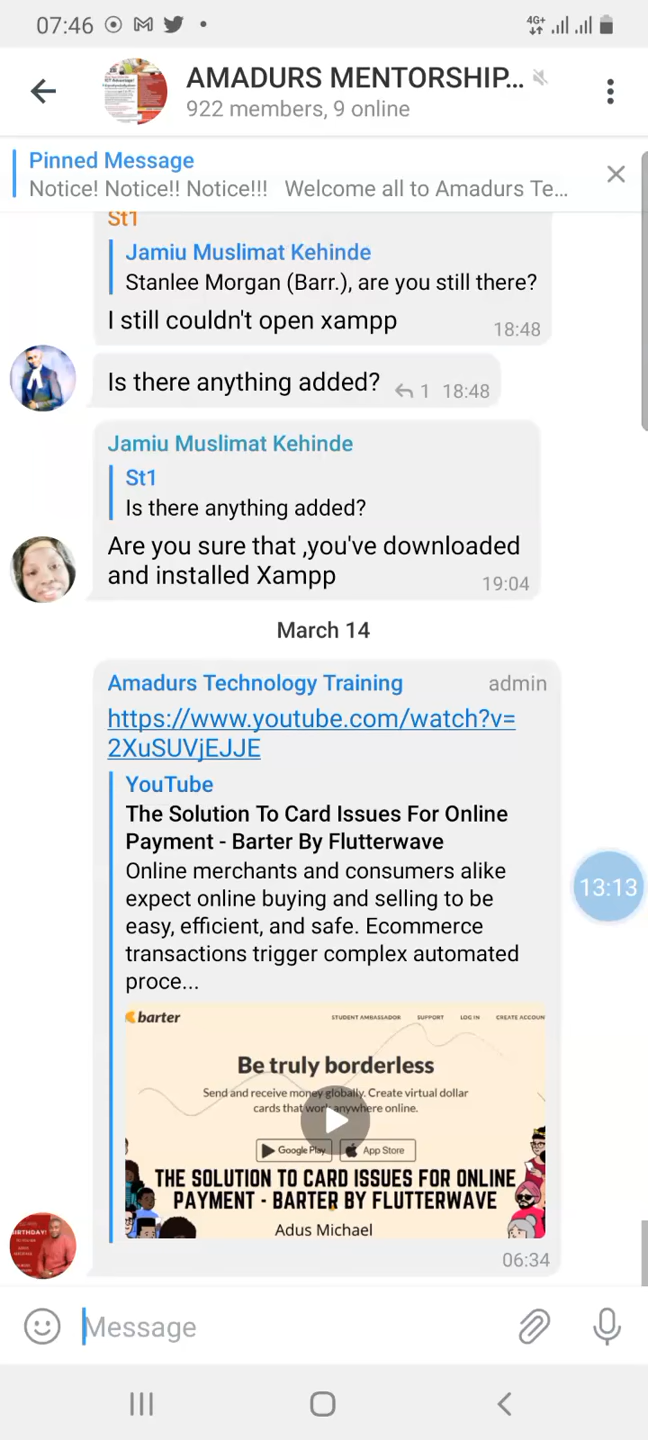 07:46
4G+
AMADURS MENTORSHIP...
922 members, 9 online
Pinned Message
Notice! Notice!! Notice!!! Welcome all to Amadurs Te...
St1
Jamiu Muslimat Kehinde
Stanlee Morgan (Barr.), are you still there?
I still couldn't open xampp
18:48
Is there anything added?
1 18:48
Jamiu Muslimat Kehinde
St1
Is there anything added?
Are you sure that ,you've downloaded
and installed Xampp
19:04
March 14
Amadurs Technology Training admin
https://www.youtube.com/watch?v=
2XuSUVjEJJE
YouTube
The Solution To Card Issues For Online
Payment - Barter By Flutterwave
Online merchants and consumers alike
expect online buying and selling to be
easy, efficient, and safe. Ecommerce
transactions trigger complex automated
proce...
13:13
barter
STUDENT AMBASSADOR SUPPORT LOG IN CREATE ACCOUN
Be truly borderless
Send and receive money globally. Create virtual dollar
cards that work anywhere online.
Google Play App Store
THE SOLUTION TO CARD ISSUES FOR ONLINE
PAYMENT - BARTER BY FLUTTERWAVE
Adus Michael
06:34
Message